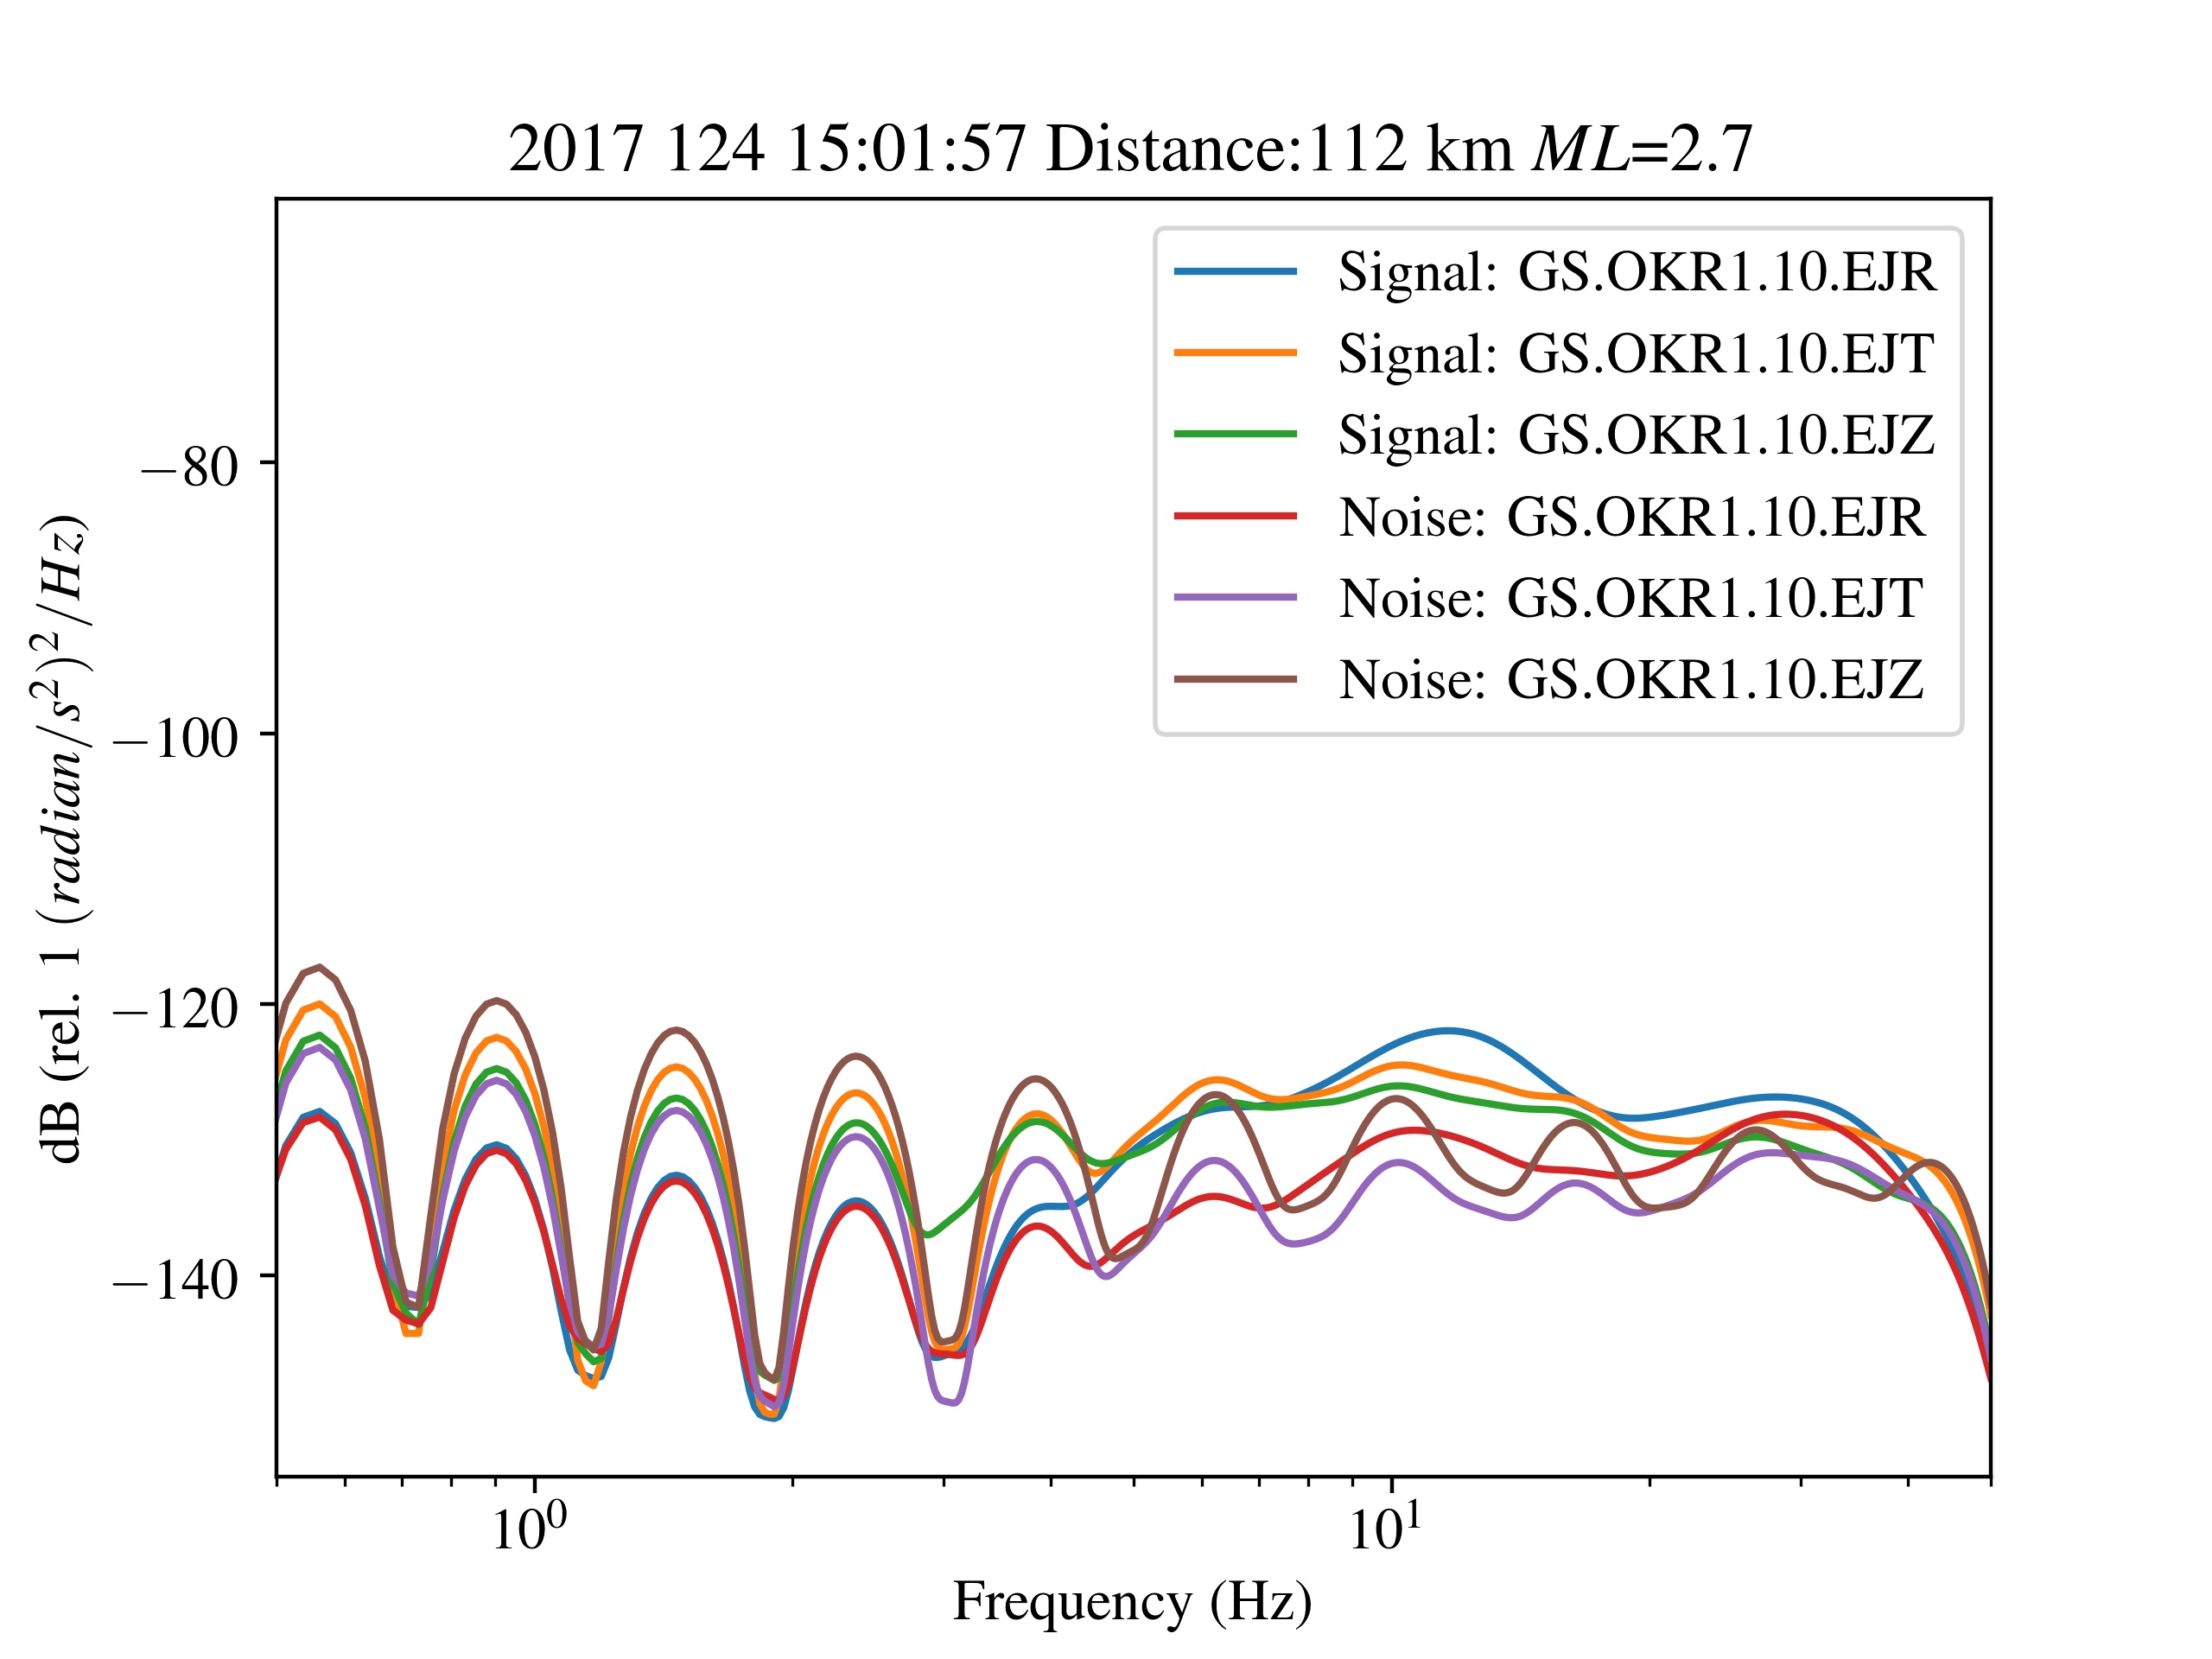 2017 124 15:01:57 Distance:112 km ML=2.7
Signal: GS.OKR1.10.EJR
Signal: GS.OKR1.10.EJT
Signal: GS.OKR1.10.EJZ
Noise: GS.OKR1.10.EJR
Noise: GS.OKR1.10.EJT
Noise: GS.OKR1.10.EJZ
−80
−100
−120
−140
dB (rel. 1 (radian/s²)²/Hz)
10⁰
10¹
Frequency (Hz)